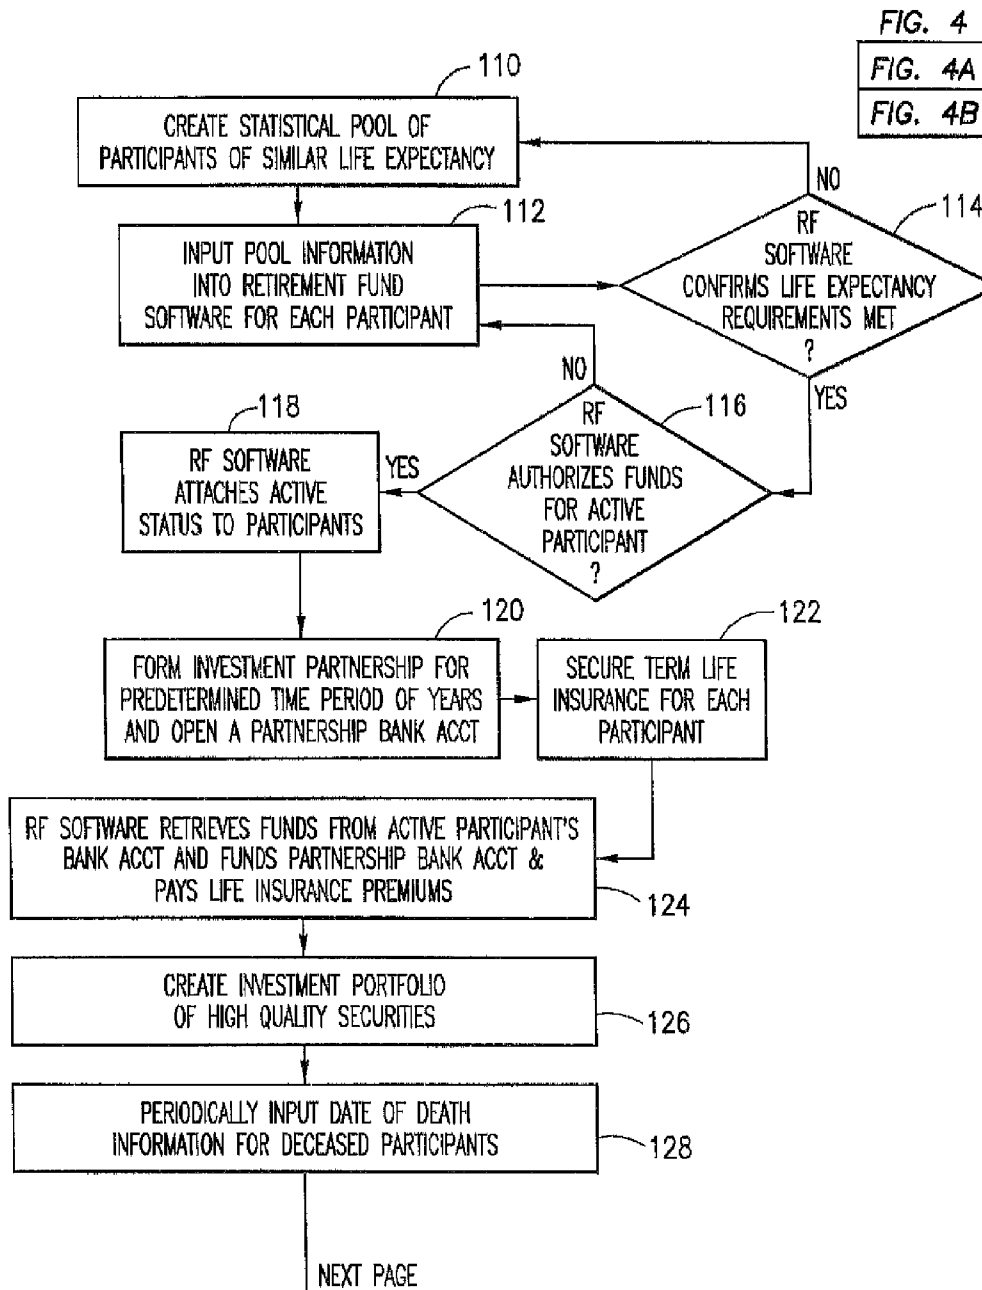 FIG. 4
FIG. 4A
FIG. 4B
110
CREATE STATISTICAL POOL OF
PARTICIPANTS OF SIMILAR LIFE EXPECTANCY
112
INPUT POOL INFORMATION
INTO RETIREMENT FUND
SOFTWARE FOR EACH PARTICIPANT
NO
114
RF
SOFTWARE
CONFIRMS LIFE EXPECTANCY
REQUIREMENTS MET
?
YES
NO
116
RF
SOFTWARE
AUTHORIZES FUNDS
FOR ACTIVE
PARTICIPANT
?
YES
118
RF SOFTWARE
ATTACHES ACTIVE
STATUS TO PARTICIPANTS
120
FORM INVESTMENT PARTNERSHIP FOR
PREDETERMINED TIME PERIOD OF YEARS
AND OPEN A PARTNERSHIP BANK ACCT
122
SECURE TERM LIFE
INSURANCE FOR EACH
PARTICIPANT
RF SOFTWARE RETRIEVES FUNDS FROM ACTIVE PARTICIPANT'S
BANK ACCT AND FUNDS PARTNERSHIP BANK ACCT &
PAYS LIFE INSURANCE PREMIUMS
124
CREATE INVESTMENT PORTFOLIO
OF HIGH QUALITY SECURITIES
126
PERIODICALLY INPUT DATE OF DEATH
INFORMATION FOR DECEASED PARTICIPANTS
128
NEXT PAGE